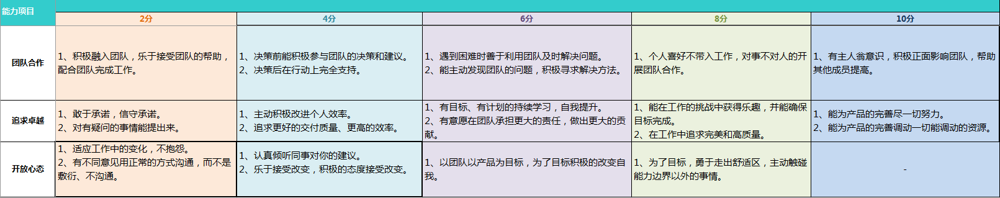 能力项目
2分
4分
6分
8分
10分
团队合作
1、积极融入团队，乐于接受团队的帮助，
配合团队完成工作。
1、决策前能积极参与团队的决策和建议。
2、决策后在行动上完全支持。
1、遇到困难时善于利用团队及时解决问题。
2、能主动发现团队的问题，积极寻求解决方法。
1、个人喜好不带入工作，对事不对人的开
展团队合作。
1、有主人翁意识，积极正面影响团队，帮助
其他成员提高。
追求卓越
1、敢于承诺，信守承诺。
2、对有疑问的事情能提出来。
1、主动积极改进个人效率。
2、追求更好的交付质量、更高的效率。
1、有目标、有计划的持续学习，自我提升。
2、有意愿在团队承担更大的责任，做出更大的贡
献。
1、能在工作的挑战中获得乐趣，并能确保
目标完成。
2、在工作中追求完美和高质量。
1、能为产品的完善尽一切努力。
2、能为产品的完善调动一切能调动的资源。
开放心态
1、适应工作中的变化，不抱怨。
2、有不同意见用正常的方式沟通，而不是
敷衍、不沟通。
1、认真倾听同事对你的建议。
2、乐于接受改变，积极的态度接受改变。
1、以团队以产品为目标，为了目标积极的改变自
我。
1、为了目标，勇于走出舒适区，主动触碰
能力边界以外的事情。
-